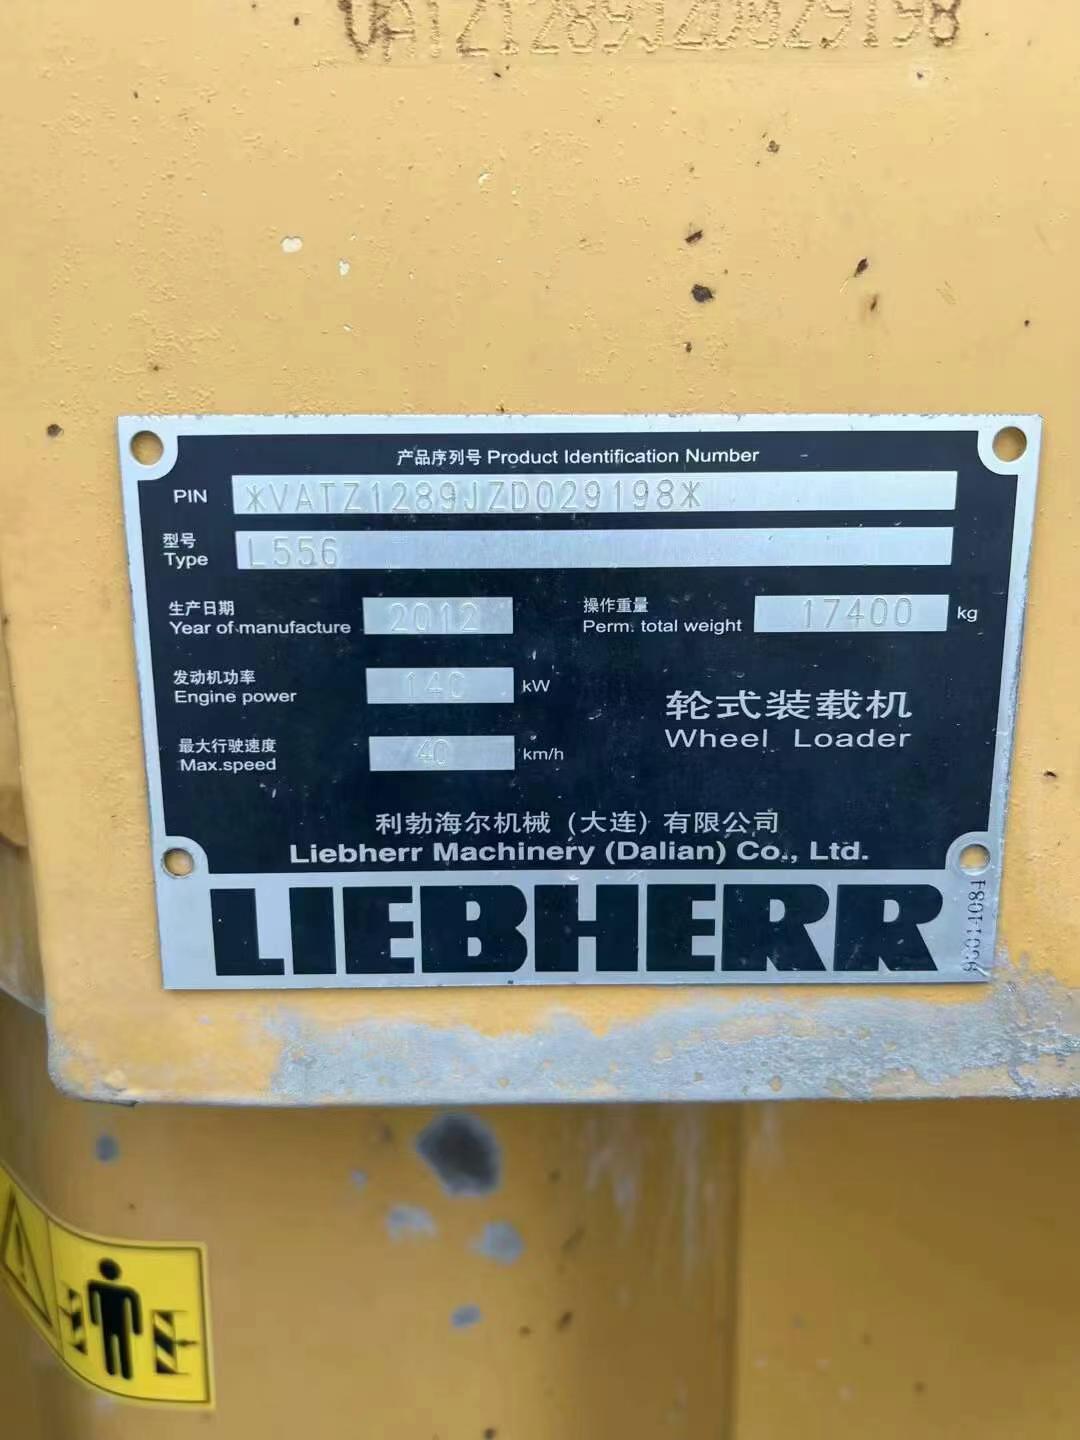 VATZ1289JZD029198
产品序列号 Product Identification Number
PIN *VATZ1289JZD029198*
型号
Type L556
生产日期
Year of manufacture 2012
操作重量
Perm. total weight 17400 kg
发动机功率
Engine power 140 kW
最大行驶速度
Max.speed 40 km/h
轮式装载机
Wheel Loader
利勃海尔机械（大连）有限公司
Liebherr Machinery (Dalian) Co., Ltd.
LIEBHERR